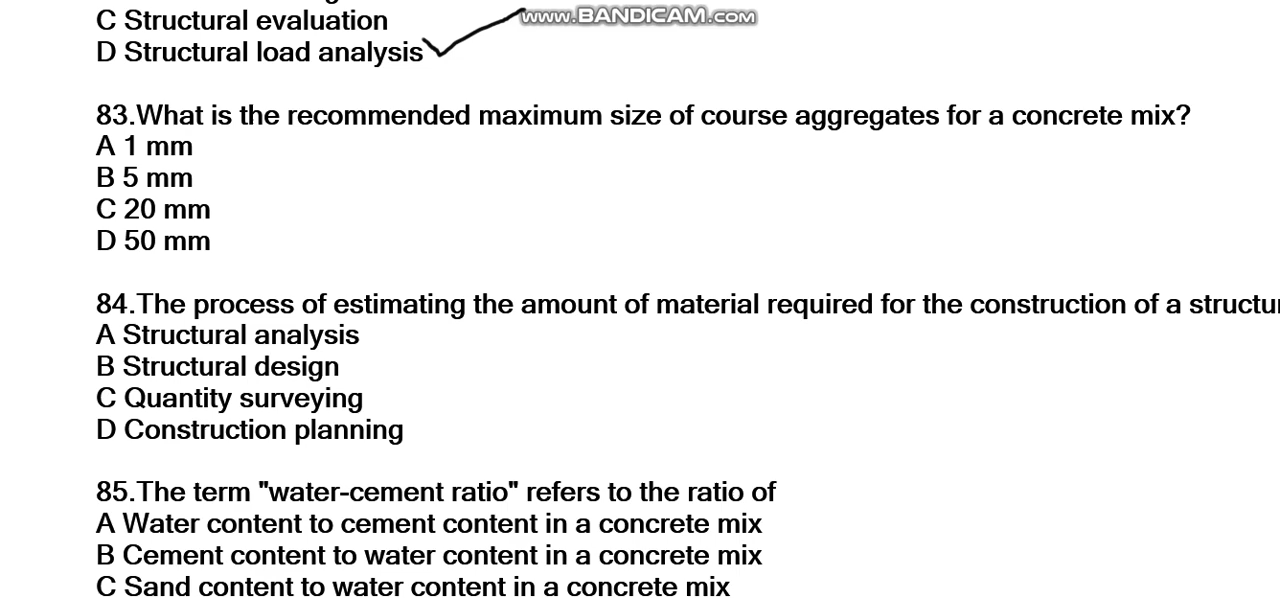 C Structural evaluation
www.BANDICAM.com
D Structural load analysis
83.What is the recommended maximum size of course aggregates for a concrete mix?
A 1 mm
B 5 mm
C 20 mm
D 50 mm
84.The process of estimating the amount of material required for the construction of a
A Structural analysis
B Structural design
C Quantity surveying
D Construction planning
85.The term "water-cement ratio" refers to the ratio of
A Water content to cement content in a concrete mix
B Cement content to water content in a concrete mix
C Sand content to water content in a concrete mix